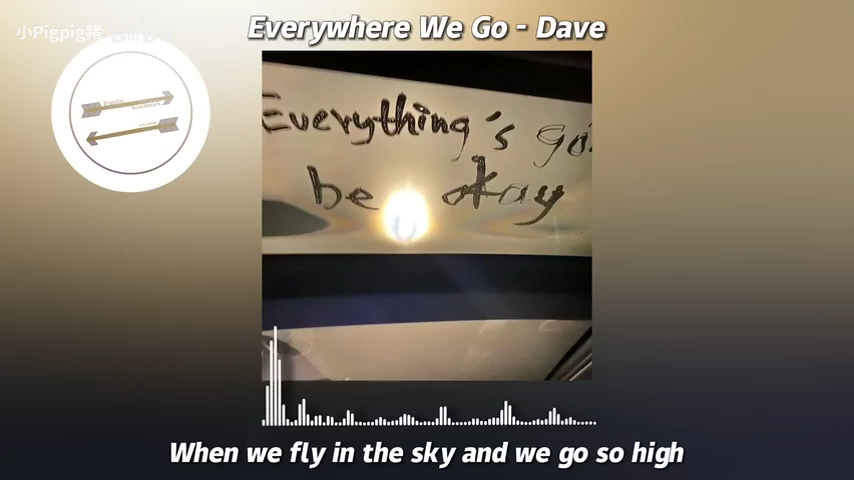 小Pigpig猪
Everywhere We Go - Dave
Everything's go
be okay
When we fly in the sky and we go so high